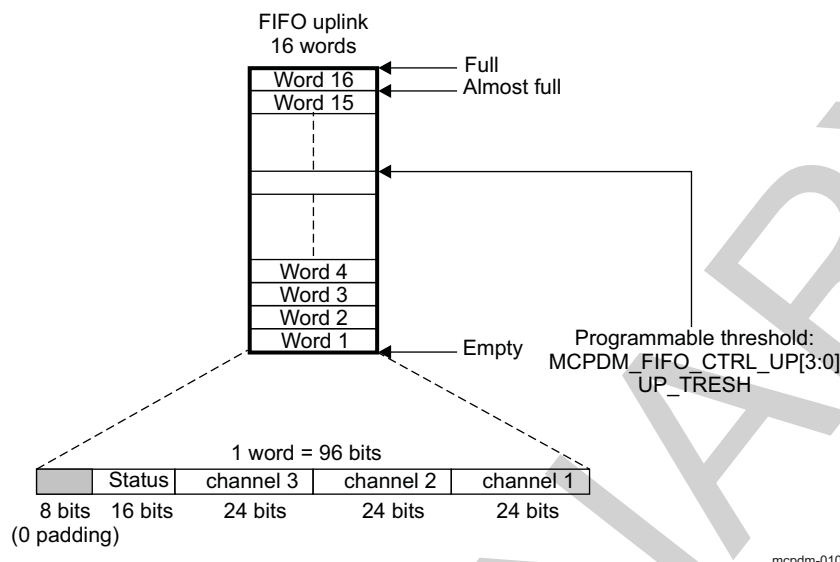 FIFO uplink
16 words
Full
Word 16
Almost full
Word 15
Word 4
Word 3
Word 2
Word 1
Empty
Programmable threshold:
MCPDM_FIFO_CTRL_UP[3:0]
UP_TRESH
1 word = 96 bits
Status channel 3 channel 2 channel 1
8 bits 16 bits 24 bits 24 bits 24 bits
(0 padding)
mcpdm-010